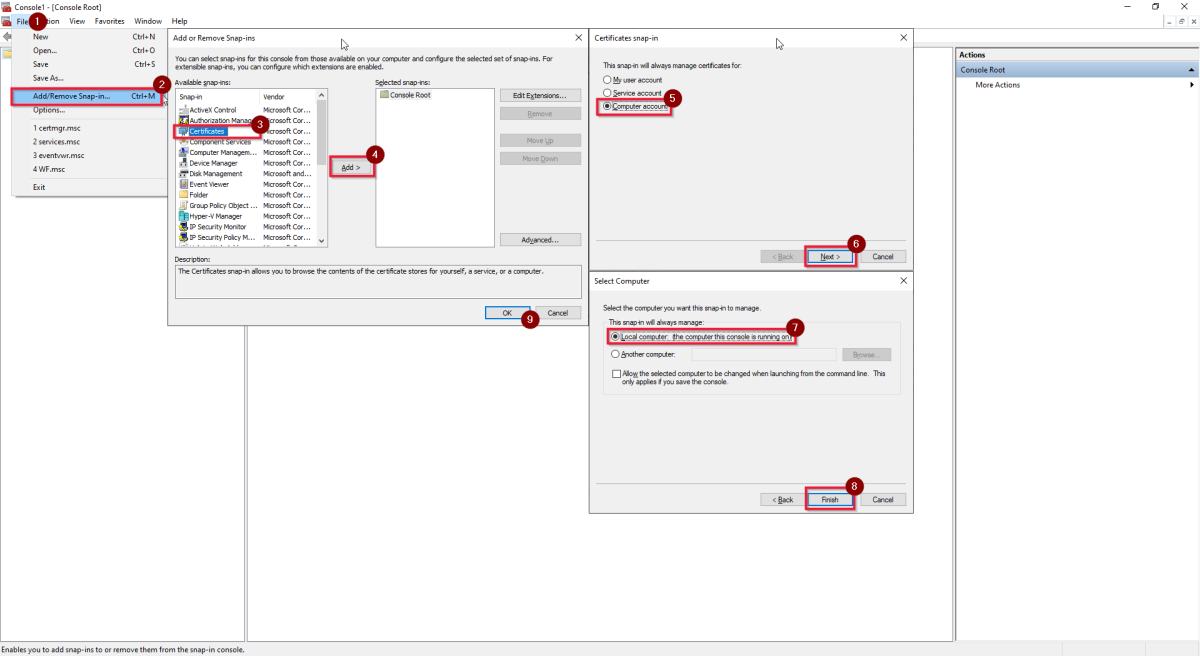 Console1 - [Console Root]
File 1 tion View Favorites Window Help
New Ctrl+N
Open... Ctrl+O
Save Ctrl+S
Save As...
2
Add/Remove Snap-in... Ctrl+M
Options...
1 certmgr.msc
2 services.msc
3 eventvwr.msc
4 WF.msc
Exit
Add or Remove Snap-ins
You can select snap-ins for this console from those available on your computer and configure the selected set of snap-ins. For
extensible snap-ins, you can configure which extensions are enabled.
Available snap-ins:
Snap-in Vendor
ActiveX Control Microsoft Cor...
Authorization Manag Microsoft Cor...
3
Certificates Microsoft Cor...
Component Services Microsoft Cor...
Computer Managem... Microsoft Cor...
Device Manager Microsoft Cor...
Disk Management Microsoft and...
Event Viewer Microsoft Cor...
Folder Microsoft Cor...
Group Policy Object ... Microsoft Cor...
Hyper-V Manager Microsoft Cor...
IP Security Monitor Microsoft Cor...
IP Security Policy M... Microsoft Cor...
4
Add >
Selected snap-ins:
Console Root
Edit Extensions...
Remove
Move Up
Move Down
Advanced...
Description:
The Certificates snap-in allows you to browse the contents of the certificate stores for yourself, a service, or a computer.
OK 9 Cancel
Certificates snap-in
This snap-in will always manage certificates for:
My user account
Service account
5
Computer account
6
< Back Next > Cancel
Select Computer
Select the computer you want this snap-in to manage.
This snap-in will always manage:
7
Local computer: (the computer this console is running on)
Another computer: Browse...
Allow the selected computer to be changed when launching from the command line. This
only applies if you save the console.
8
< Back Finish Cancel
Actions
Console Root
More Actions
Enables you to add snap-ins to or remove them from the snap-in console.